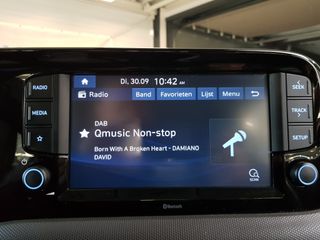 DI, 30.09 10:42 AM
Radio Band Favorieten Lijst Menu
DAB
Qmusic Non-stop
Born With A Broken Heart - DAMIANO
DAVID
SCAN
RADIO
MEDIA
SEEK
TRACK
SETUP
Bluetooth